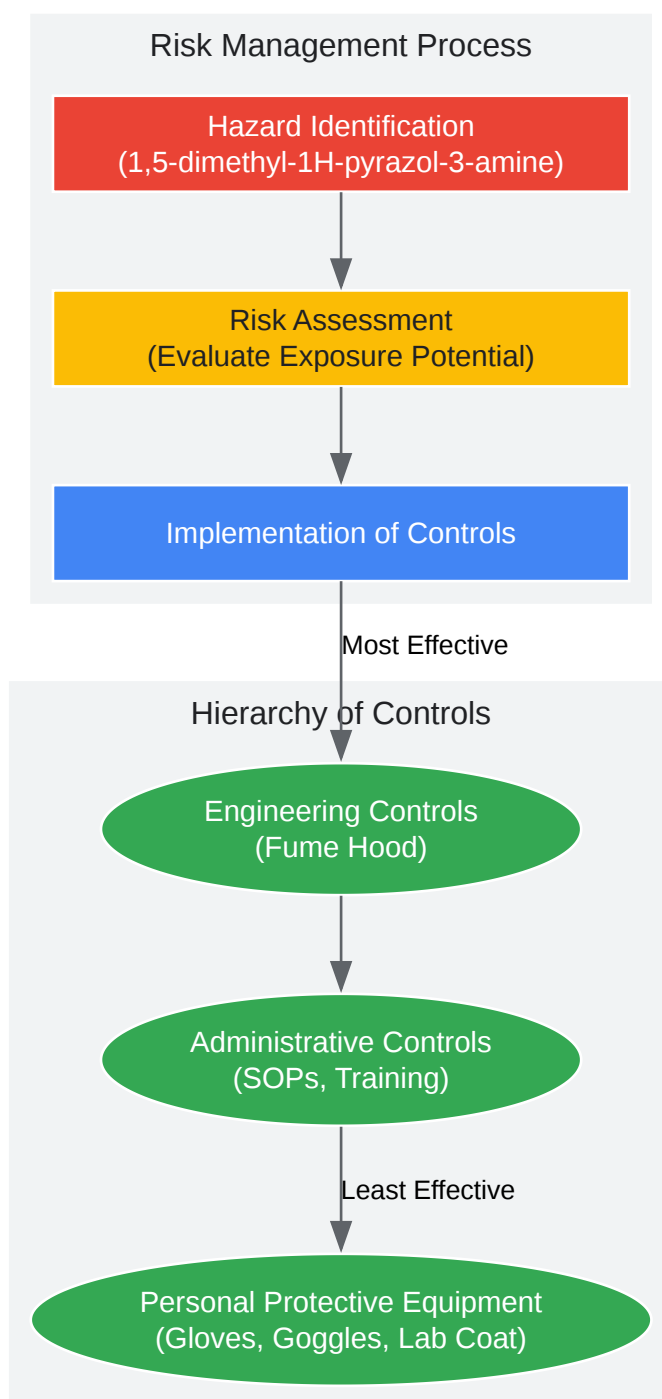 Risk Management Process
Hazard Identification
(1,5-dimethyl-1H-pyrazol-3-amine)
Risk Assessment
(Evaluate Exposure Potential)
Implementation of Controls
Most Effective
Hierarchy of Controls
Engineering Controls
(Fume Hood)
Administrative Controls
(SOPs, Training)
Least Effective
Personal Protective Equipment
(Gloves, Goggles, Lab Coat)